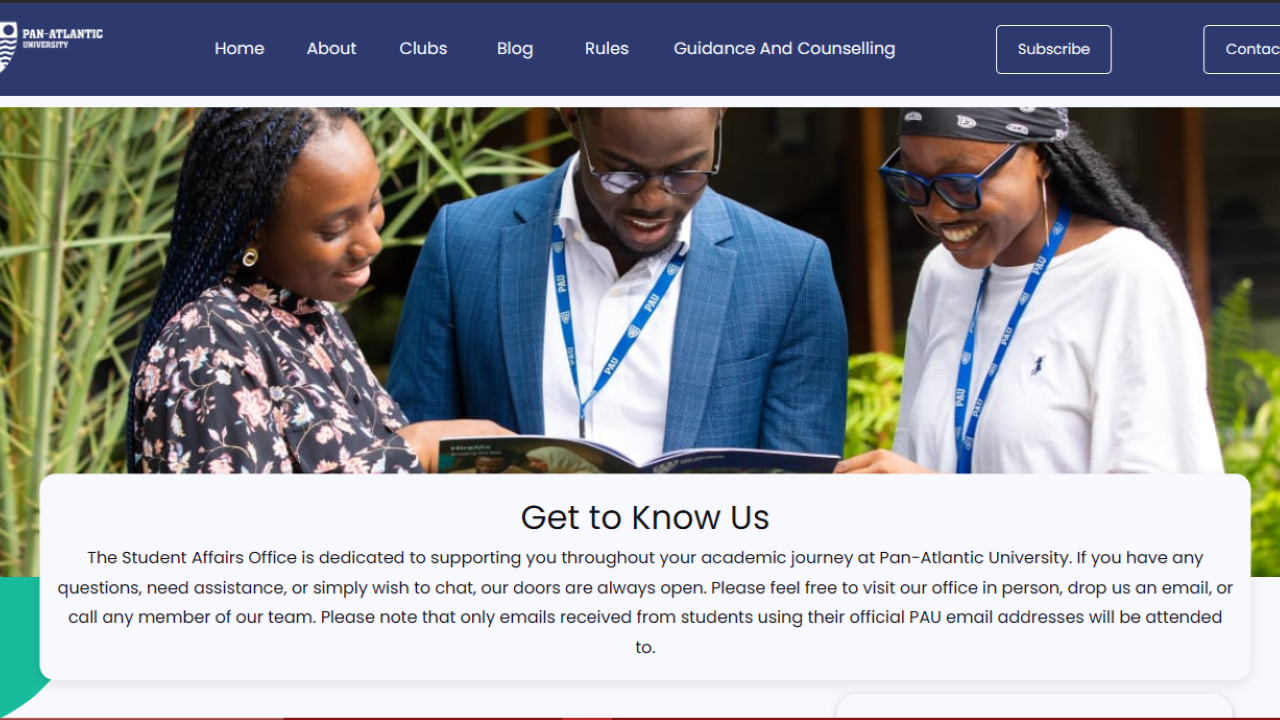 PAN-ATLANTIC
UNIVERSITY
Home About Clubs Blog Rules Guidance And Counselling Subscribe Contac
PAU PAU PAU
PAU PAU PAU
PAU PAU
Get to Know Us
The Student Affairs Office is dedicated to supporting you throughout your academic journey at Pan-Atlantic University. If you have any
questions, need assistance, or simply wish to chat, our doors are always open. Please feel free to visit our office in person, drop us an email, or
call any member of our team. Please note that only emails received from students using their official PAU email addresses will be attended
to.